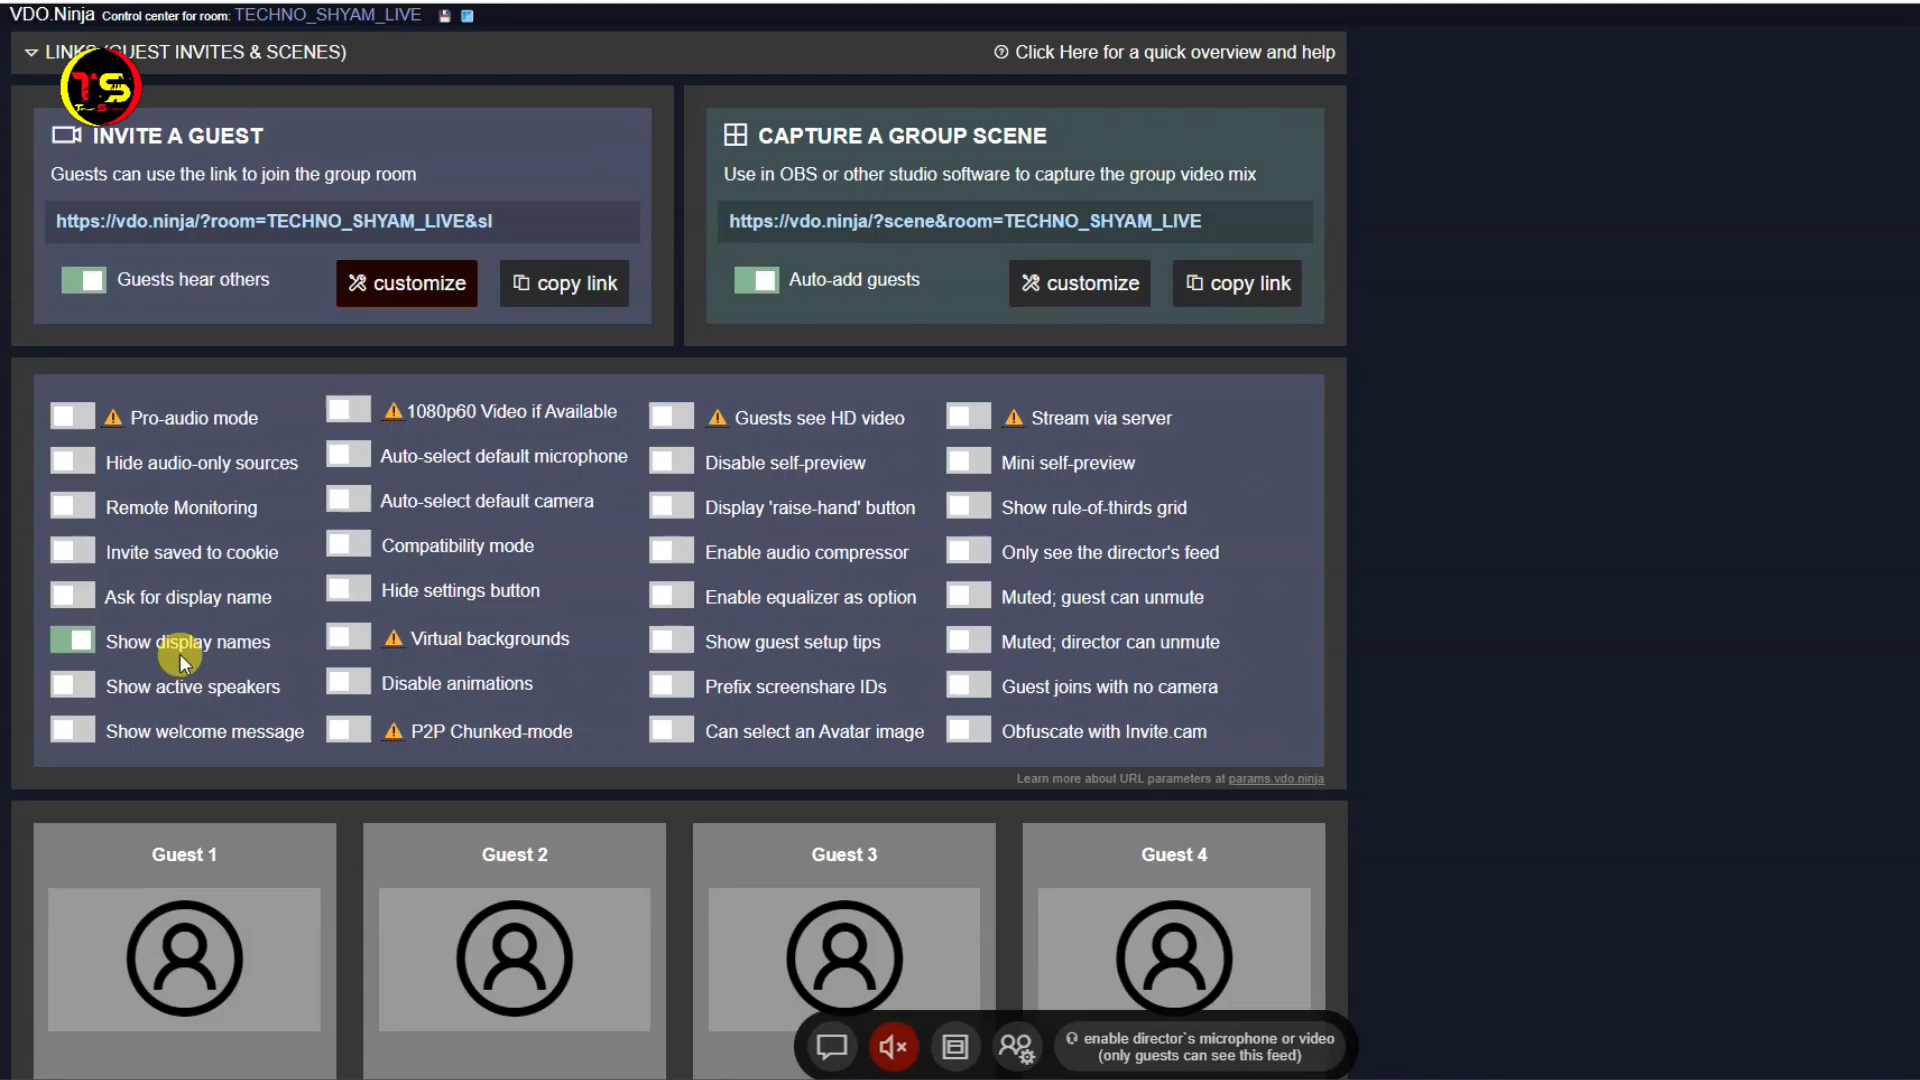 VDO.Ninja Control center for room: TECHNO_SHYAM_LIVE
LINKS (GUEST INVITES & SCENES)
Click Here for a quick overview and help
TS
INVITE A GUEST
Guests can use the link to join the group room
https://vdo.ninja/?room=TECHNO_SHYAM_LIVE&sl
Guests hear others
customize
copy link
CAPTURE A GROUP SCENE
Use in OBS or other studio software to capture the group video mix
https://vdo.ninja/?scene&room=TECHNO_SHYAM_LIVE
Auto-add guests
customize
copy link
Pro-audio mode
Hide audio-only sources
Remote Monitoring
Invite saved to cookie
Ask for display name
Show display names
Show active speakers
Show welcome message
1080p60 Video if Available
Auto-select default microphone
Auto-select default camera
Compatibility mode
Hide settings button
Virtual backgrounds
Disable animations
P2P Chunked-mode
Guests see HD video
Disable self-preview
Display 'raise-hand' button
Enable audio compressor
Enable equalizer as option
Show guest setup tips
Prefix screenshare IDs
Can select an Avatar image
Stream via server
Mini self-preview
Show rule-of-thirds grid
Only see the director's feed
Muted; guest can unmute
Muted; director can unmute
Guest joins with no camera
Obfuscate with Invite.cam
Learn more about URL parameters at params.vdo.ninja
Guest 1
Guest 2
Guest 3
Guest 4
enable director`s microphone or video
(only guests can see this feed)